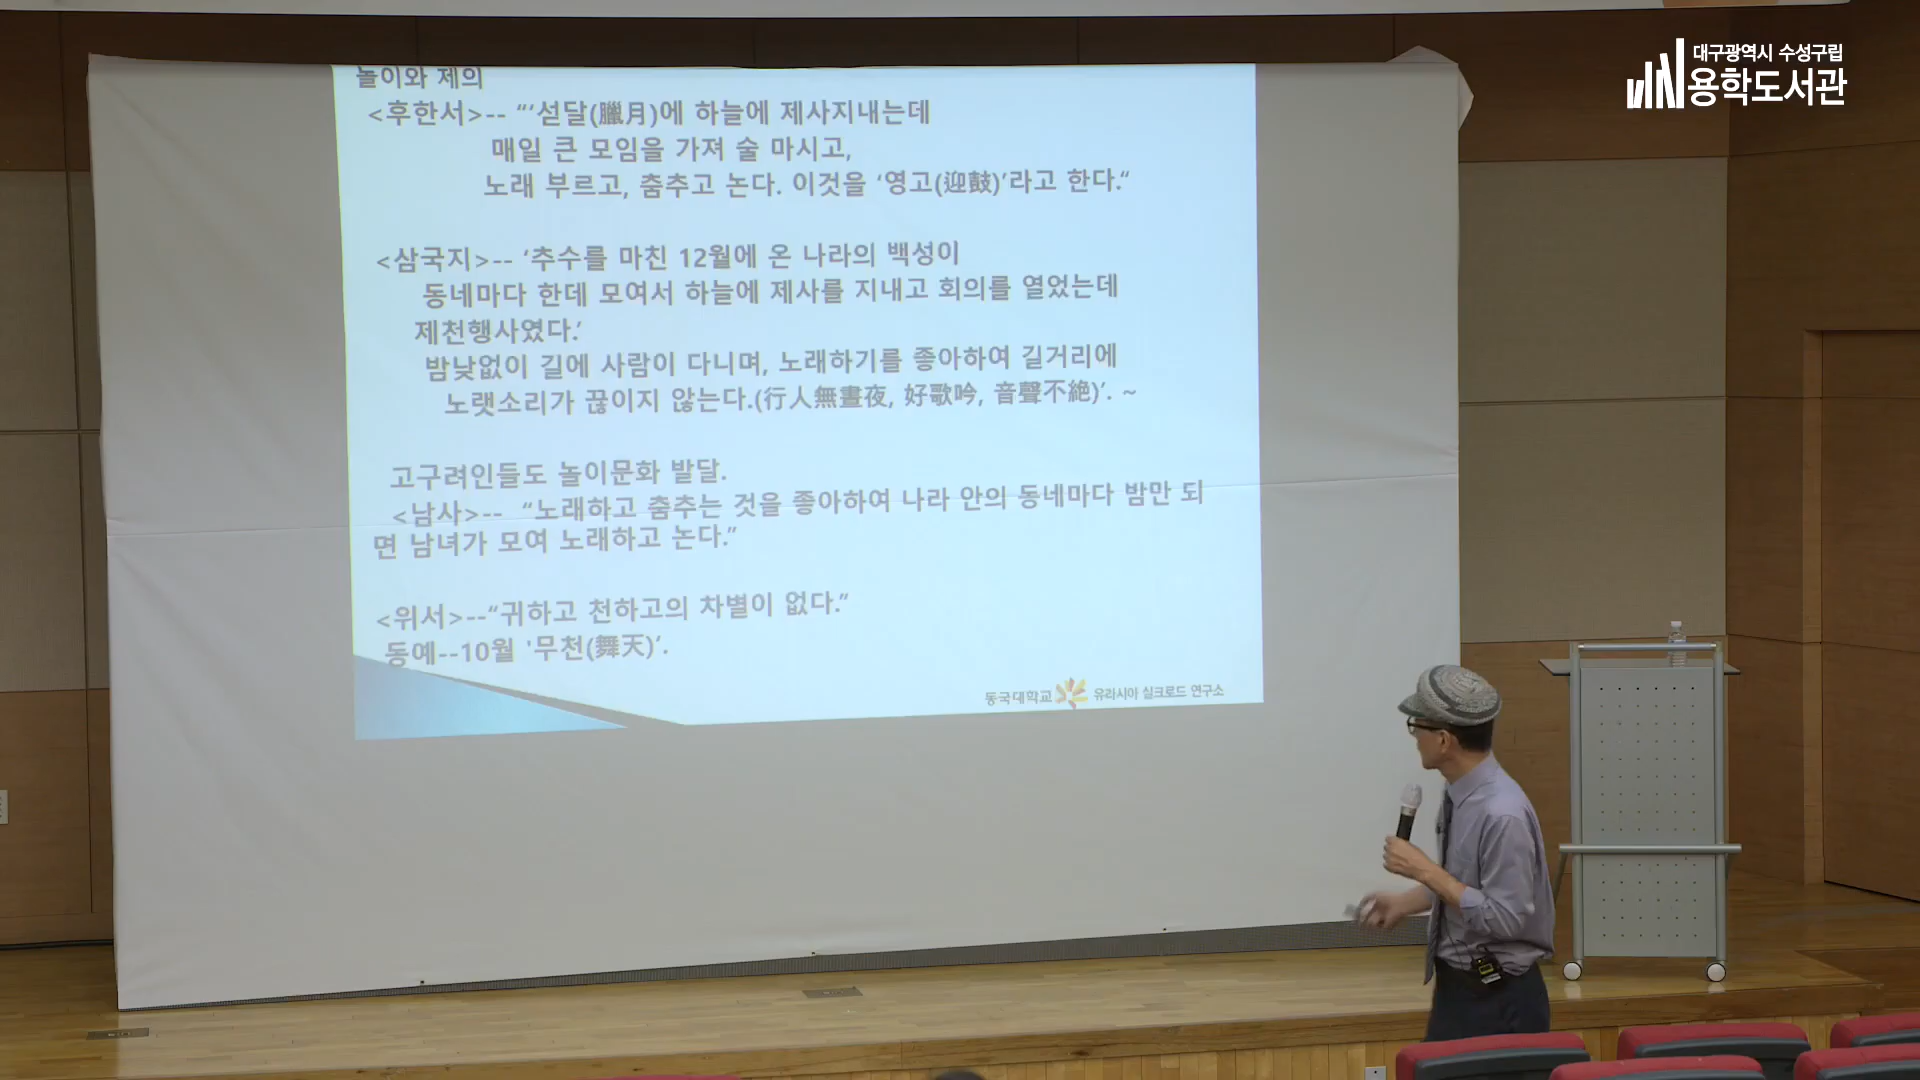 대구광역시 수성구립
용학도서관
놀이와 제의
<후한서>-- “‘섣달(臘月)에 하늘에 제사지내는데
매일 큰 모임을 가져 술 마시고,
노래 부르고, 춤추고 논다. 이것을 ‘영고(迎鼓)’라고 한다.“
<삼국지>-- ‘추수를 마친 12월에 온 나라의 백성이
동네마다 한데 모여서 하늘에 제사를 지내고 회의를 열었는데
제천행사였다.’
밤낮없이 길에 사람이 다니며, 노래하기를 좋아하여 길거리에
노랫소리가 끊이지 않는다.(行人無晝夜, 好歌吟, 音聲不絶)’. ~
고구려인들도 놀이문화 발달.
<남사>-- “노래하고 춤추는 것을 좋아하여 나라 안의 동네마다 밤만 되
면 남녀가 모여 노래하고 논다.”
<위서>--“귀하고 천하고의 차별이 없다.”
동예--10월 '무천(舞天)’.
동국대학교 유라시아 실크로드 연구소